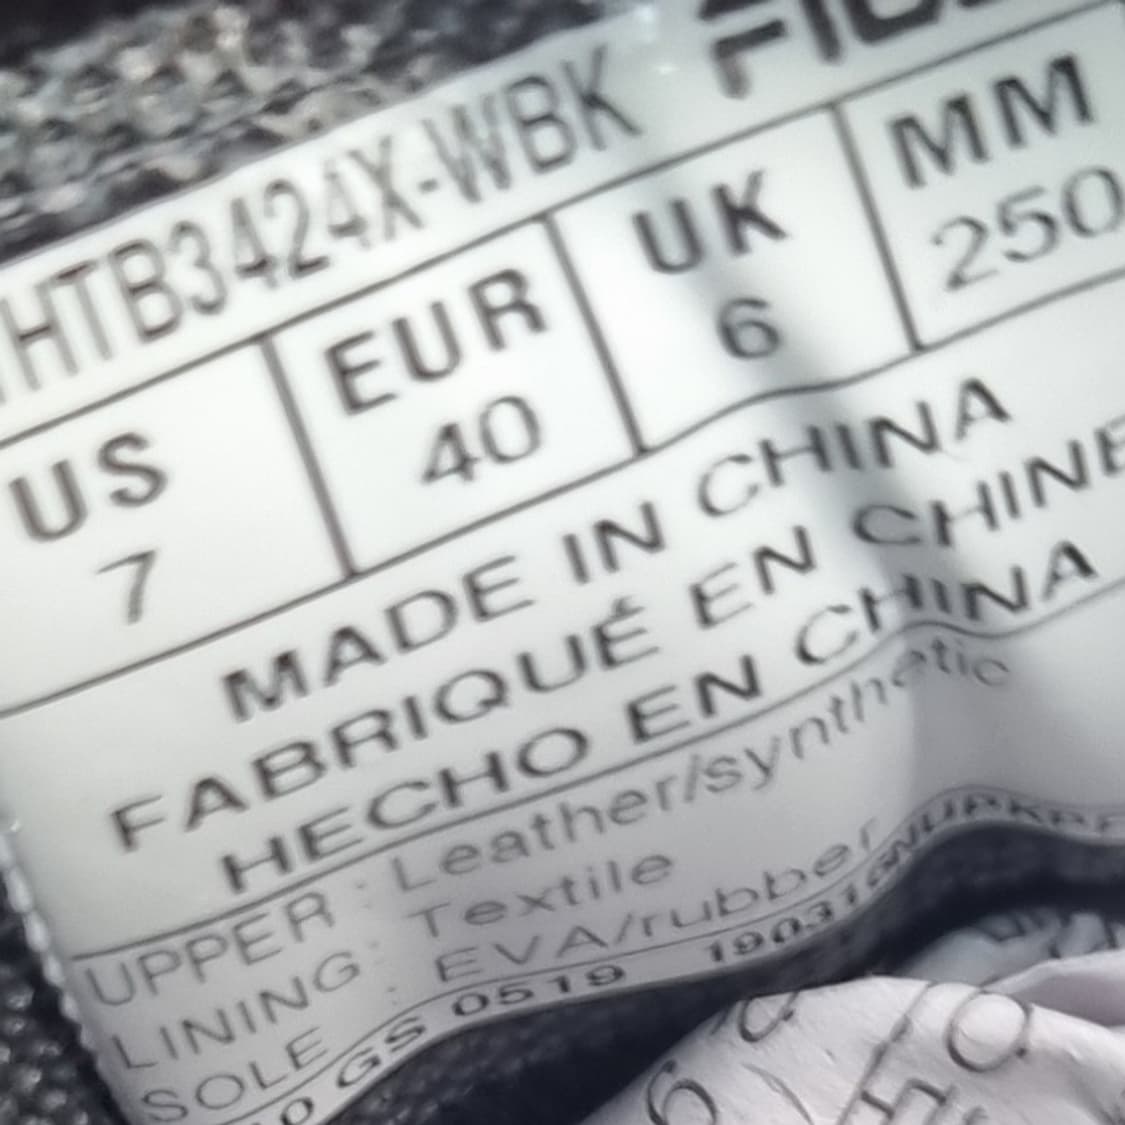 FILA
HTB3424X-WBK
US EUR UK MM
7 40 6 250
MADE IN CHINA
FABRIQUÉ EN CHINE
HECHO EN CHINA
UPPER: Leather/synthetic
LINING: Textile
SOLE : EVA/rubber
GS 0519